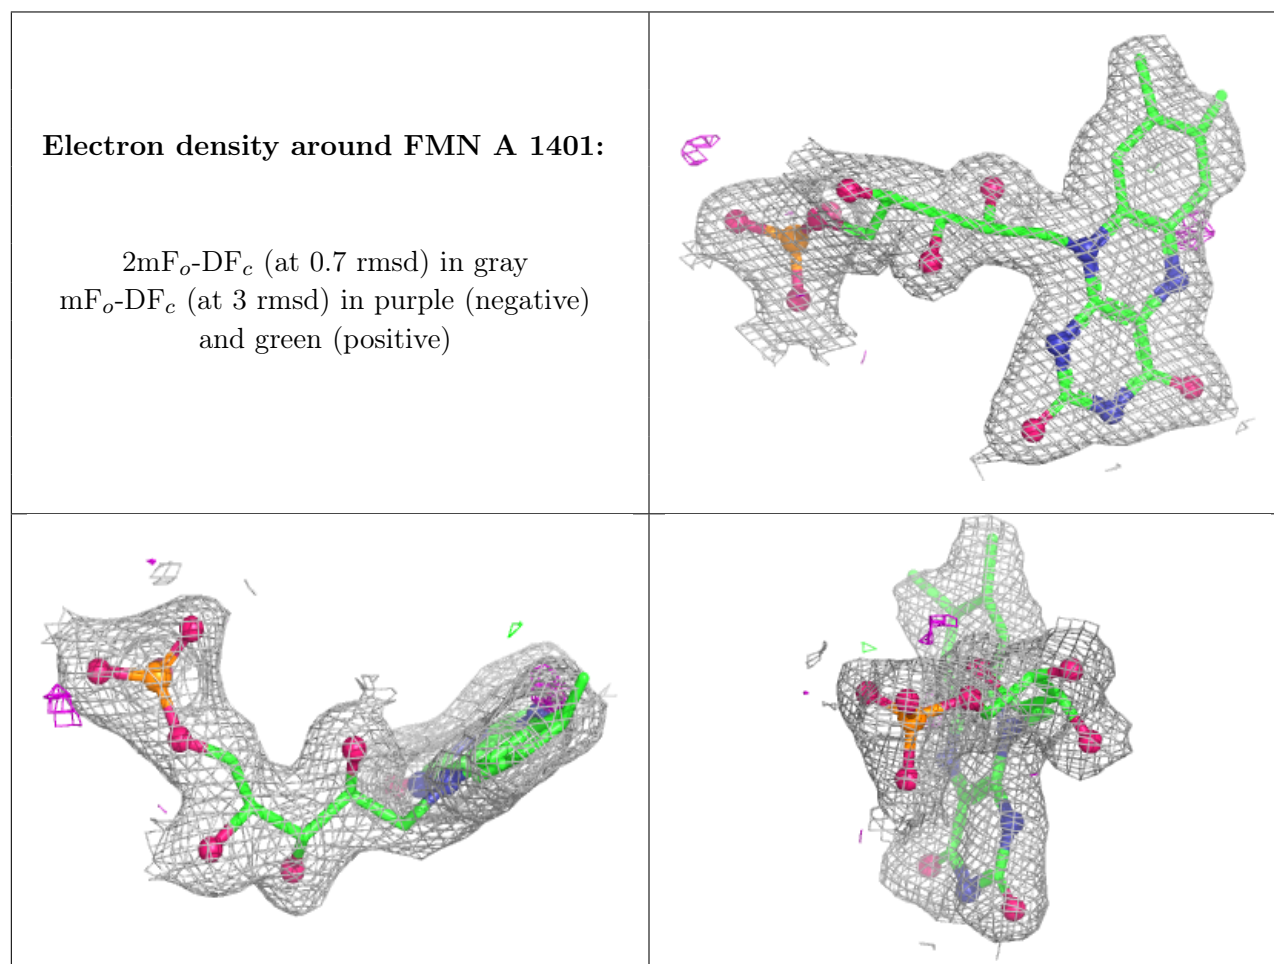 Electron density around FMN A 1401:
2mFo-DFc (at 0.7 rmsd) in gray
mFo-DFc (at 3 rmsd) in purple (negative)
and green (positive)